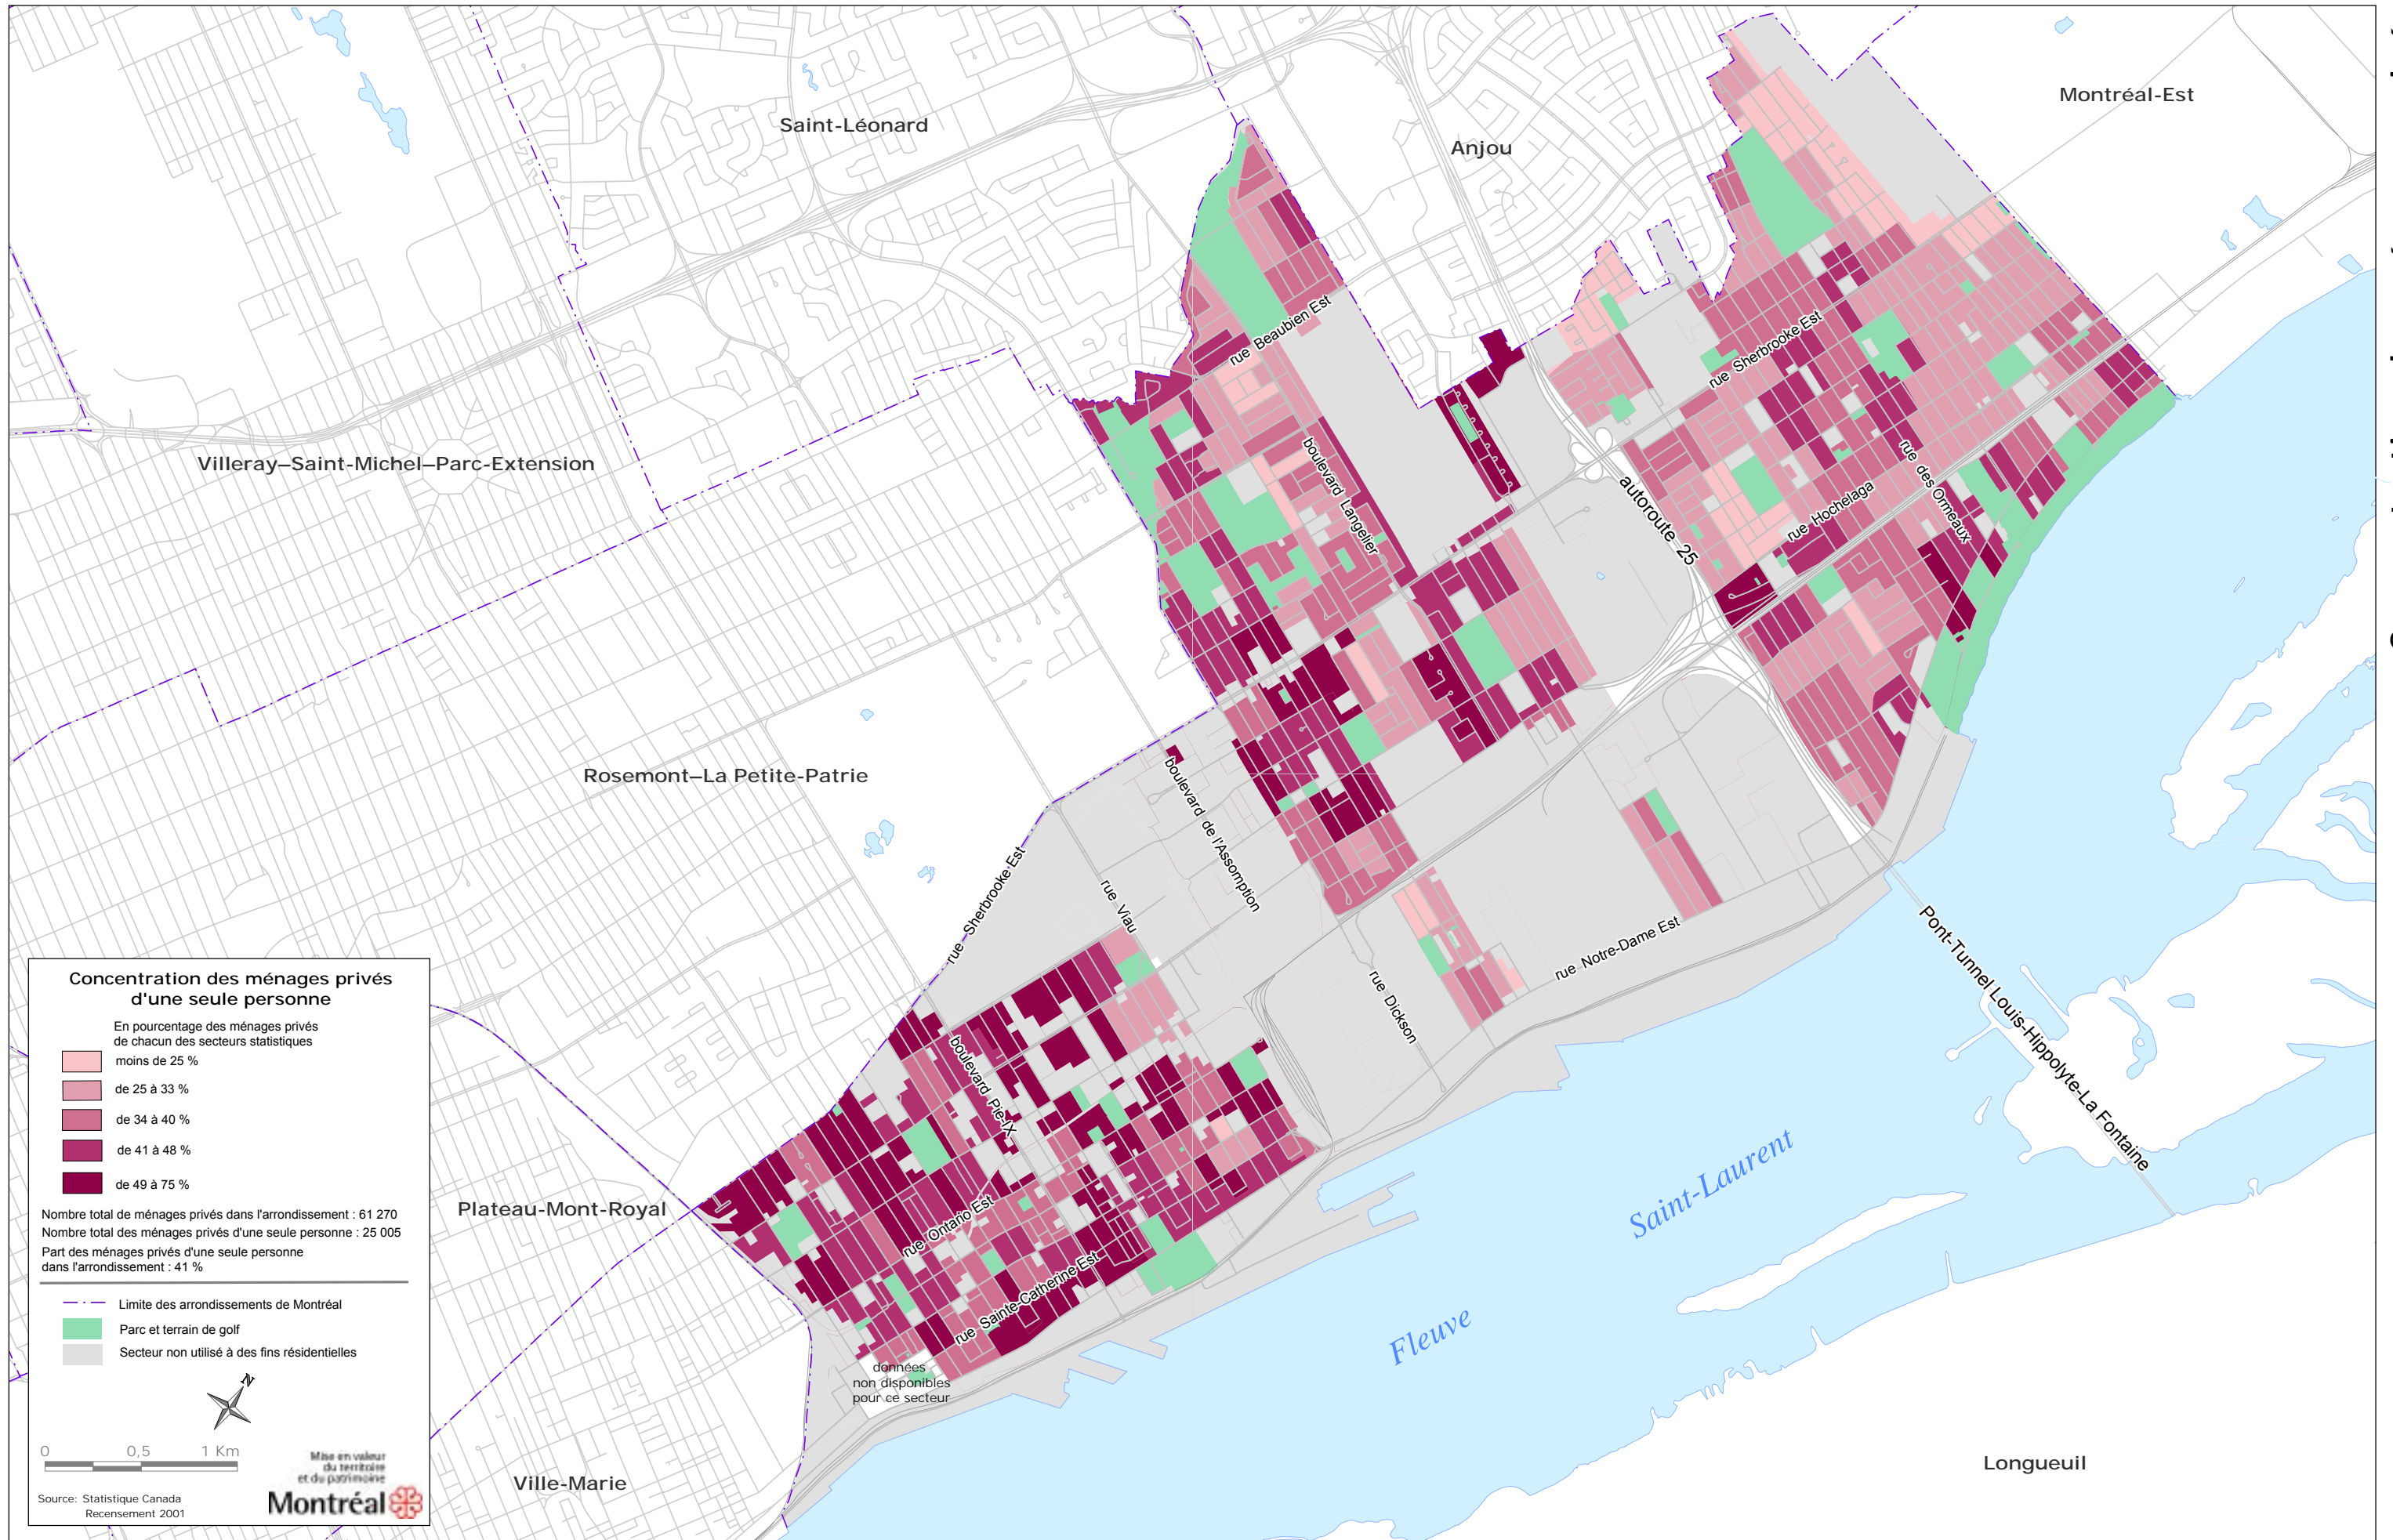 Montréal-Est
Saint-Léonard
Anjou
rue Beaubien Est
rue Sherbrooke Est
Villeray–Saint-Michel–Parc-Extension
boulevard Langelier
autoroute 25
rue des Ormeaux
rue Hochelaga
Rosemont–La Petite-Patrie
boulevard de l'Assomption
rue Sherbrooke Est
rue Viau
rue Notre-Dame Est
rue Dickson
Pont-Tunnel Louis-Hippolyte-La Fontaine
boulevard Pie-IX
Plateau-Mont-Royal
rue Ontario Est
rue Sainte-Catherine Est
Fleuve
Saint-Laurent
données
non disponibles
pour ce secteur
Ville-Marie
Longueuil
Concentration des ménages privés
d'une seule personne
En pourcentage des ménages privés
de chacun des secteurs statistiques
moins de 25 %
de 25 à 33 %
de 34 à 40 %
de 41 à 48 %
de 49 à 75 %
Nombre total de ménages privés dans l'arrondissement : 61 270
Nombre total des ménages privés d'une seule personne : 25 005
Part des ménages privés d'une seule personne
dans l'arrondissement : 41 %
Limite des arrondissements de Montréal
Parc et terrain de golf
Secteur non utilisé à des fins résidentielles
N
0 0,5 1 Km
Mise en valeur
du territoire
et du patrimoine
Montréal
Source: Statistique Canada
Recensement 2001